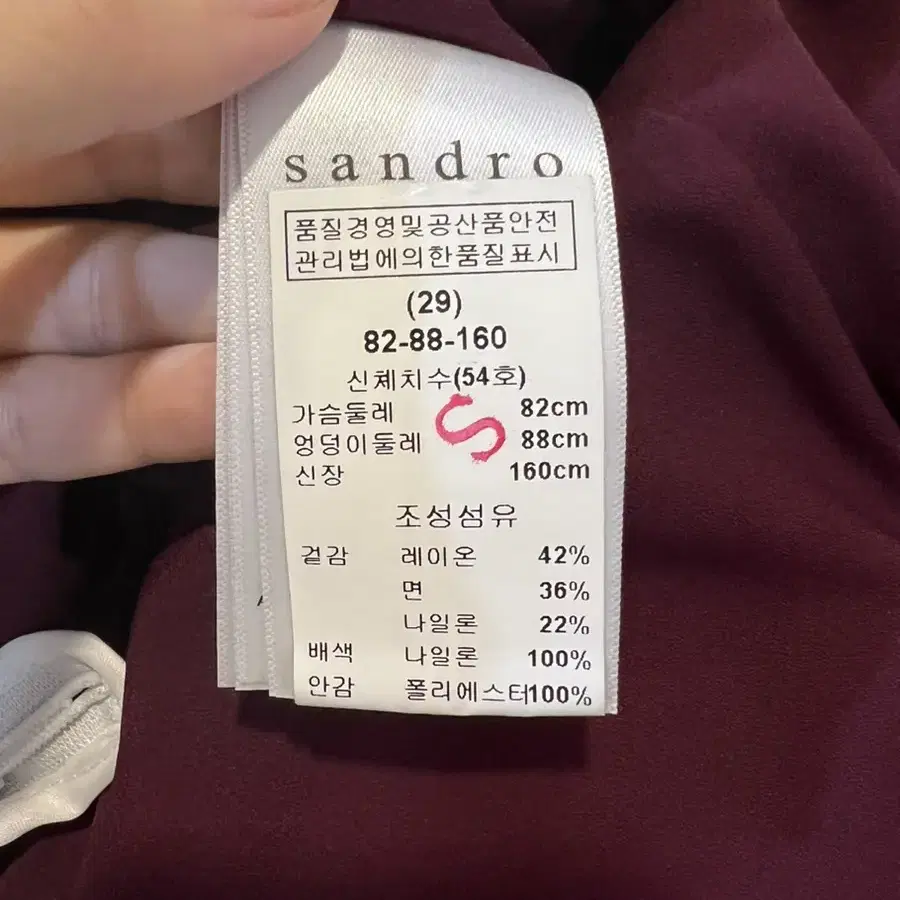 sandro
품질경영및공산품안전
관리법에의한품질표시
(29)
82-88-160
신체치수(54호)
가슴둘레 82cm
엉덩이둘레 88cm
신장 160cm
S
조성섬유
겉감 레이온 42%
면 36%
나일론 22%
배색 나일론 100%
안감 폴리에스터100%